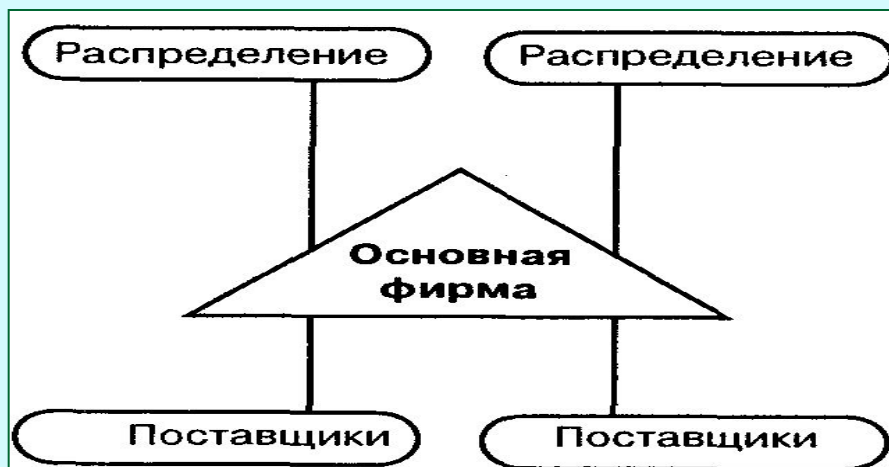 Распределение
Распределение
Основная
фирма
Поставщики
Поставщики